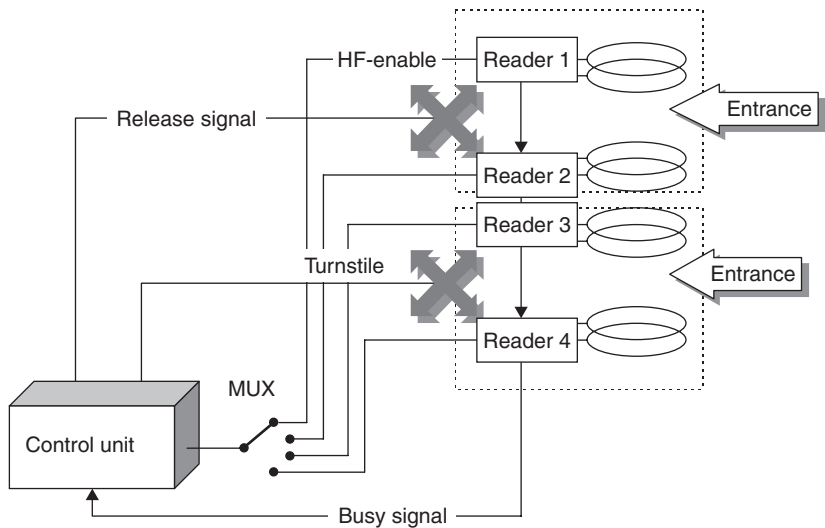 HF-enable
Reader 1
Entrance
Release signal
Reader 2
Reader 3
Turnstile
Entrance
Reader 4
MUX
Control unit
Busy signal